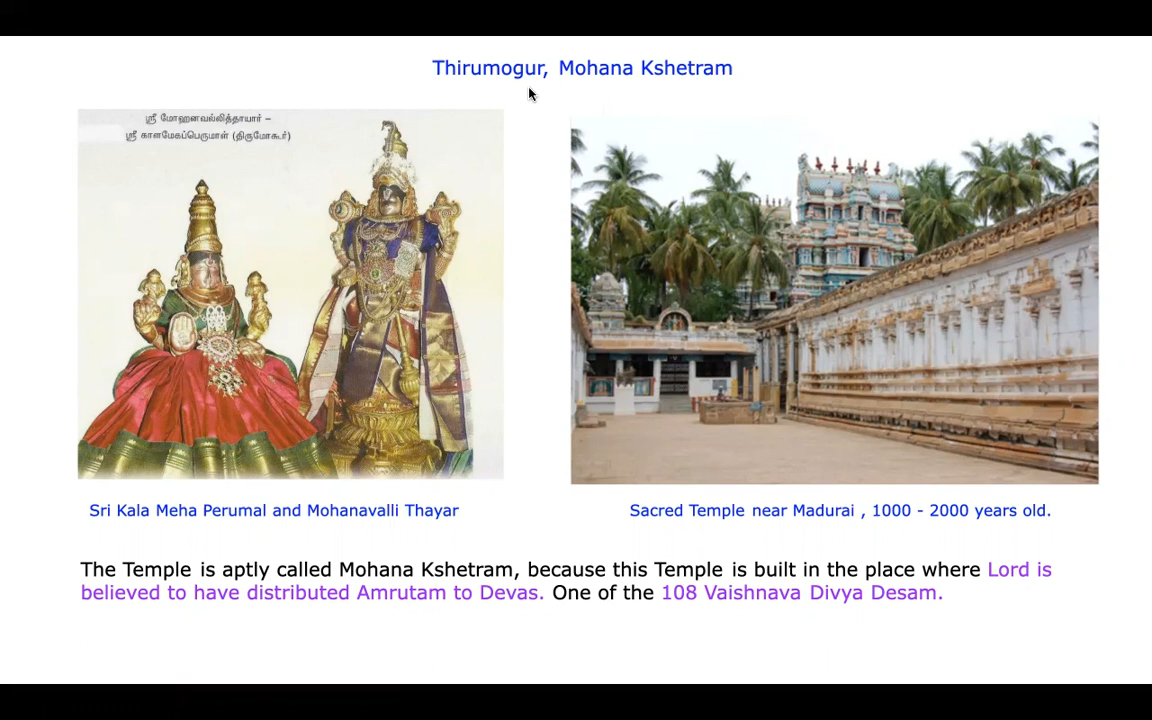 Thirumogur, Mohana Kshetram
ஸ்ரீ மோஹனவல்லித்தாயார் –
ஸ்ரீ காளமேகப்பெருமாள் (திருமோகூர்)
Sri Kala Meha Perumal and Mohanavalli Thayar
Sacred Temple near Madurai , 1000 - 2000 years old.
The Temple is aptly called Mohana Kshetram, because this Temple is built in the place where Lord is
believed to have distributed Amrutam to Devas. One of the 108 Vaishnava Divya Desam.